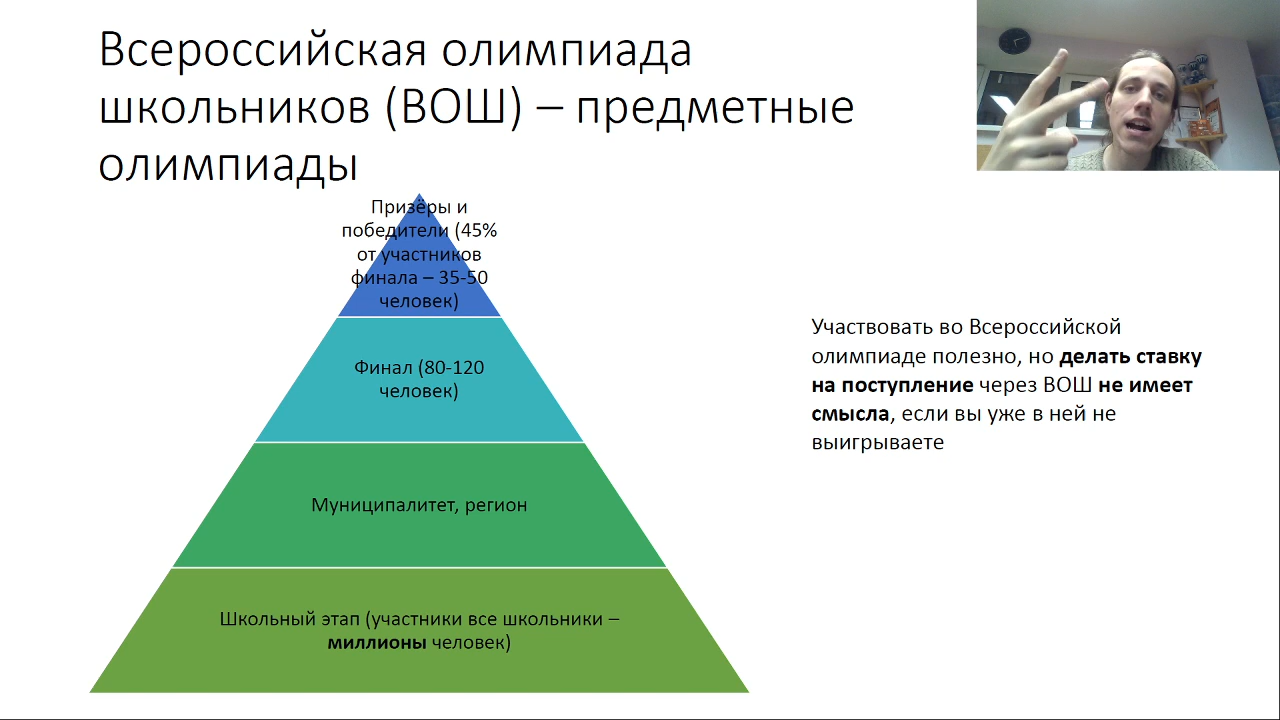 Всероссийская олимпиада
школьников (ВОШ) – предметные
олимпиады
Призёры и
победители (45%
от участников
финала – 35-50
человек)
Финал (80-120
человек)
Муниципалитет, регион
Школьный этап (участники все школьники –
миллионы человек)
Участвовать во Всероссийской
олимпиаде полезно, но делать ставку
на поступление через ВОШ не имеет
смысла, если вы уже в ней не
выигрываете